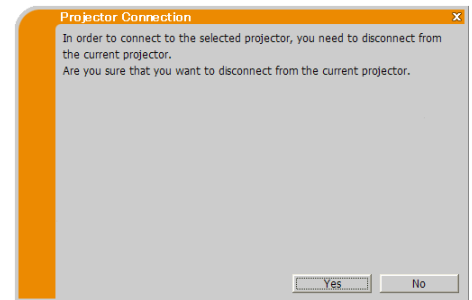 Projector Connection x
In order to connect to the selected projector, you need to disconnect from
the current projector.
Are you sure that you want to disconnect from the current projector.
Yes No